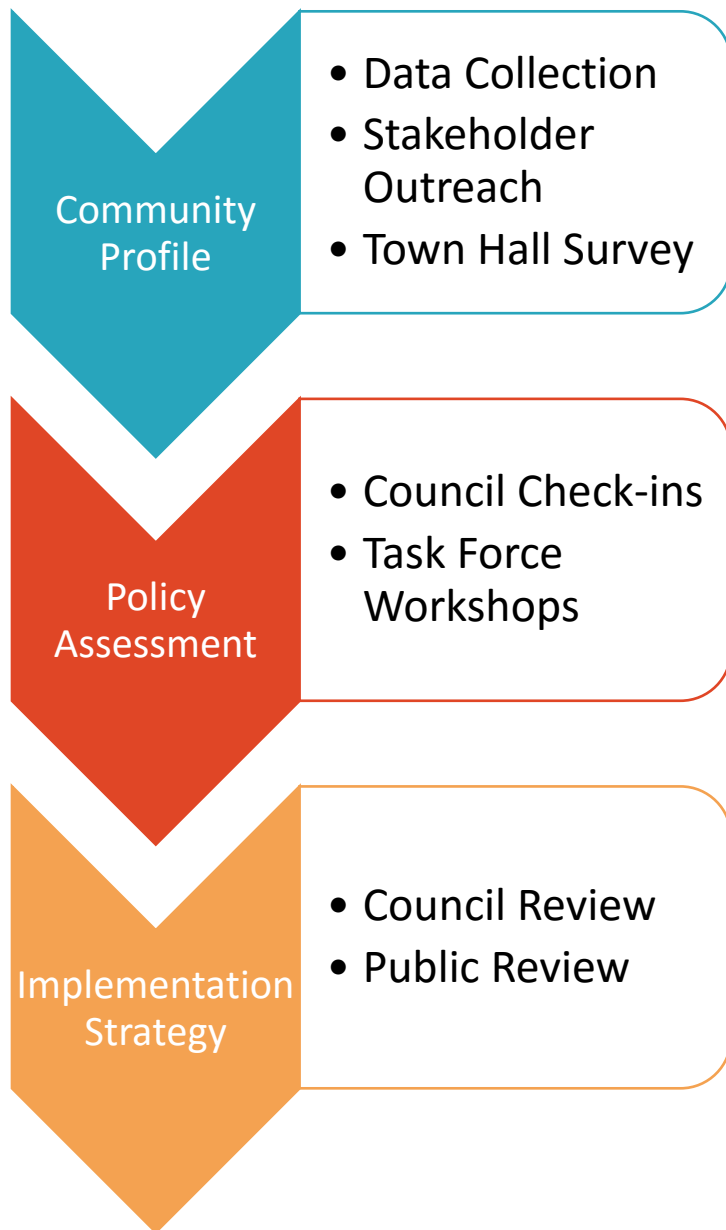 Community
Profile
• Data Collection
• Stakeholder
Outreach
• Town Hall Survey
Policy
Assessment
• Council Check-ins
• Task Force
Workshops
Implementation
Strategy
• Council Review
• Public Review